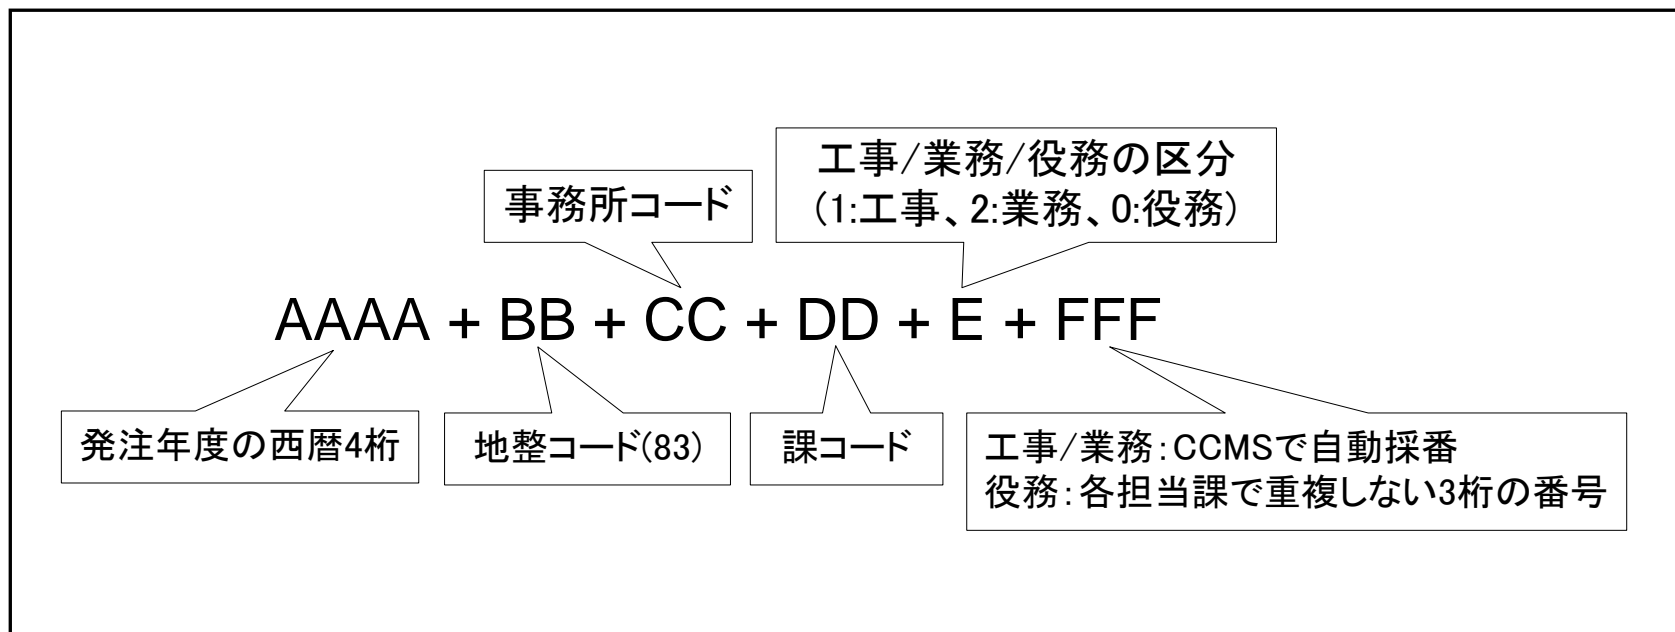 工事/業務/役務の区分
(1:工事、2:業務、0:役務)
事務所コード
AAAA + BB + CC + DD + E + FFF
発注年度の西暦4桁
地整コード(83)
課コード
工事/業務:CCMSで自動採番
役務:各担当課で重複しない3桁の番号